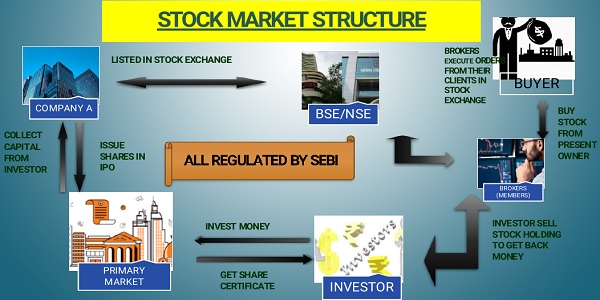 STOCK MARKET STRUCTURE
LISTED IN STOCK EXCHANGE
BROKERS
EXECUTE ORDER
FROM THEIR
CLIENTS IN
STOCK
EXCHANGE
BUYER
COMPANY A
BSE/NSE
COLLECT
CAPITAL
FROM
INVESTOR
ISSUE
SHARES IN
IPO
ALL REGULATED BY SEBI
BUY
STOCK
FROM
PRESENT
OWNER
BROKERS
(MEMBERS)
INVEST MONEY
GET SHARE
CERTIFICATE
PRIMARY
MARKET
Investors
INVESTOR
INVESTOR SELL
STOCK HOLDING
TO GET BACK
MONEY